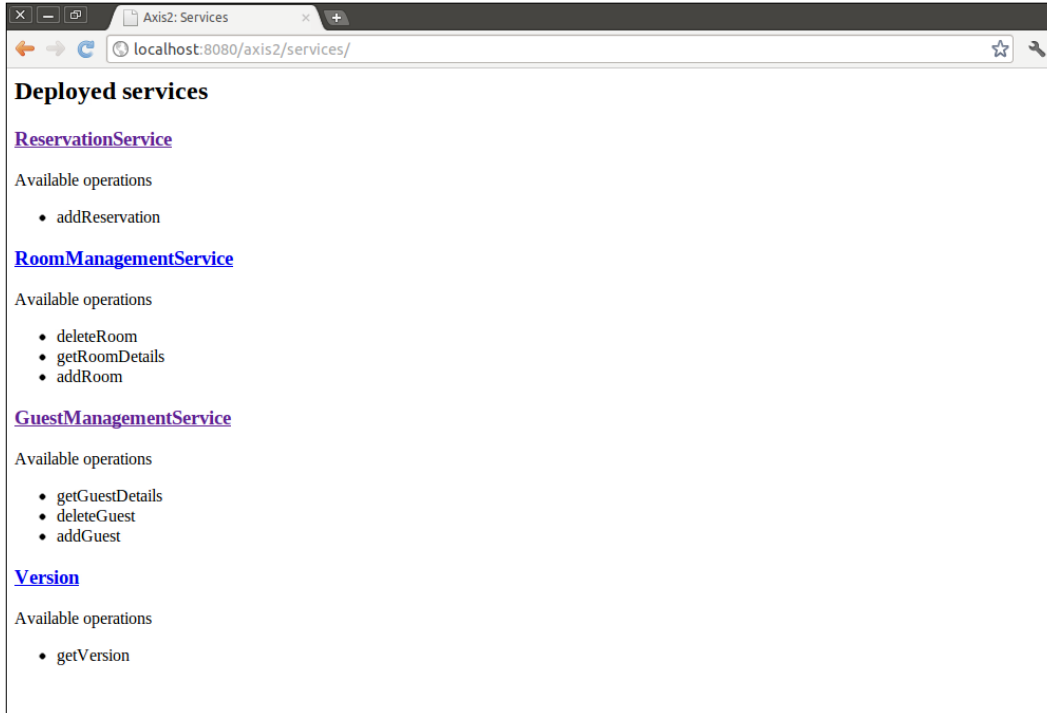 Axis2: Services
localhost:8080/axis2/services/
Deployed services
ReservationService
Available operations
addReservation
RoomManagementService
Available operations
deleteRoom
getRoomDetails
addRoom
GuestManagementService
Available operations
getGuestDetails
deleteGuest
addGuest
Version
Available operations
getVersion